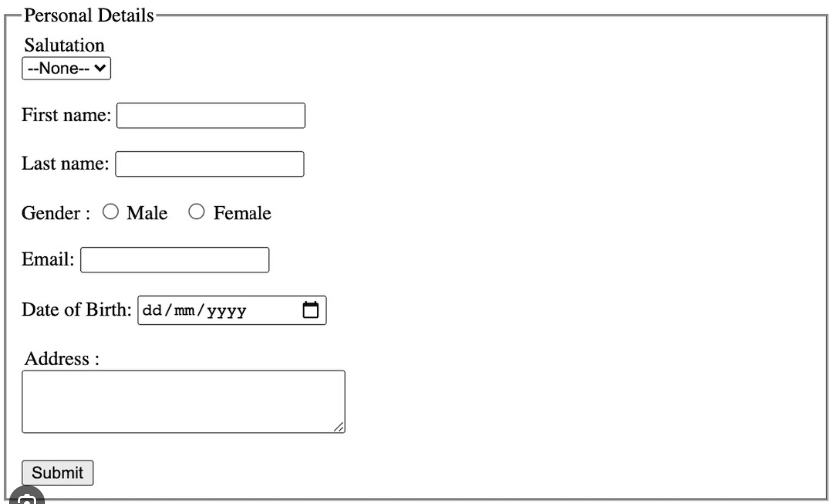 Personal Details
Salutation
--None--
First name:
Last name:
Gender : Male Female
Email:
Date of Birth: dd/mm/yyyy
Address :
Submit